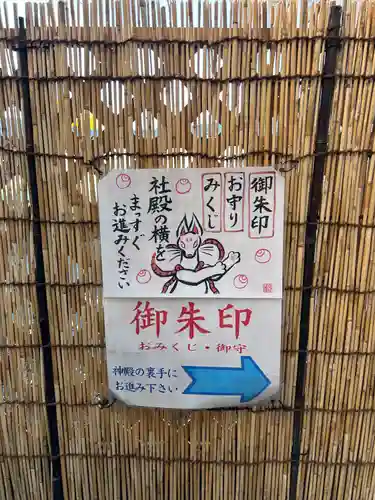 御朱印
お守り
みくじ
社殿の横を
まっすぐ
お進みください
御朱印
おみくじ・御守
神殿の裏手に
お進み下さい